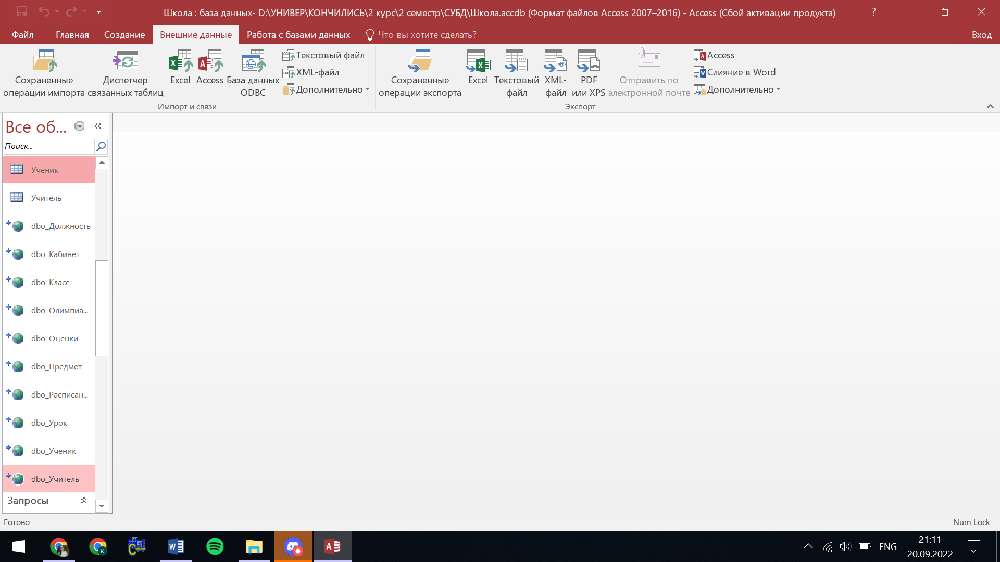 Школа : база данных- D:\УНИВЕР\КОНЧИЛИСЬ\2 курс\2 семестр\СУБД\Школа.accdb (Формат файлов Access 2007–2016) - Access (Сбой активации продукта)
?
Файл Главная Создание Внешние данные Работа с базами данных Что вы хотите сделать? Вход
Сохраненные операции импорта
Диспетчер связанных таблиц
Excel
Access
База данных ODBC
Текстовый файл
XML-файл
Дополнительно
Импорт и связи
Сохраненные операции экспорта
Excel
Текстовый файл
XML-файл
PDF или XPS
Отправить по электронной почте
Access
Слияние в Word
Дополнительно
Экспорт
Все об...
Поиск...
Ученик
Учитель
dbo_Должность
dbo_Кабинет
dbo_Класс
dbo_Олимпиа...
dbo_Оценки
dbo_Предмет
dbo_Расписан...
dbo_Урок
dbo_Ученик
dbo_Учитель
Запросы
Готово
Num Lock
ENG
21:11
20.09.2022